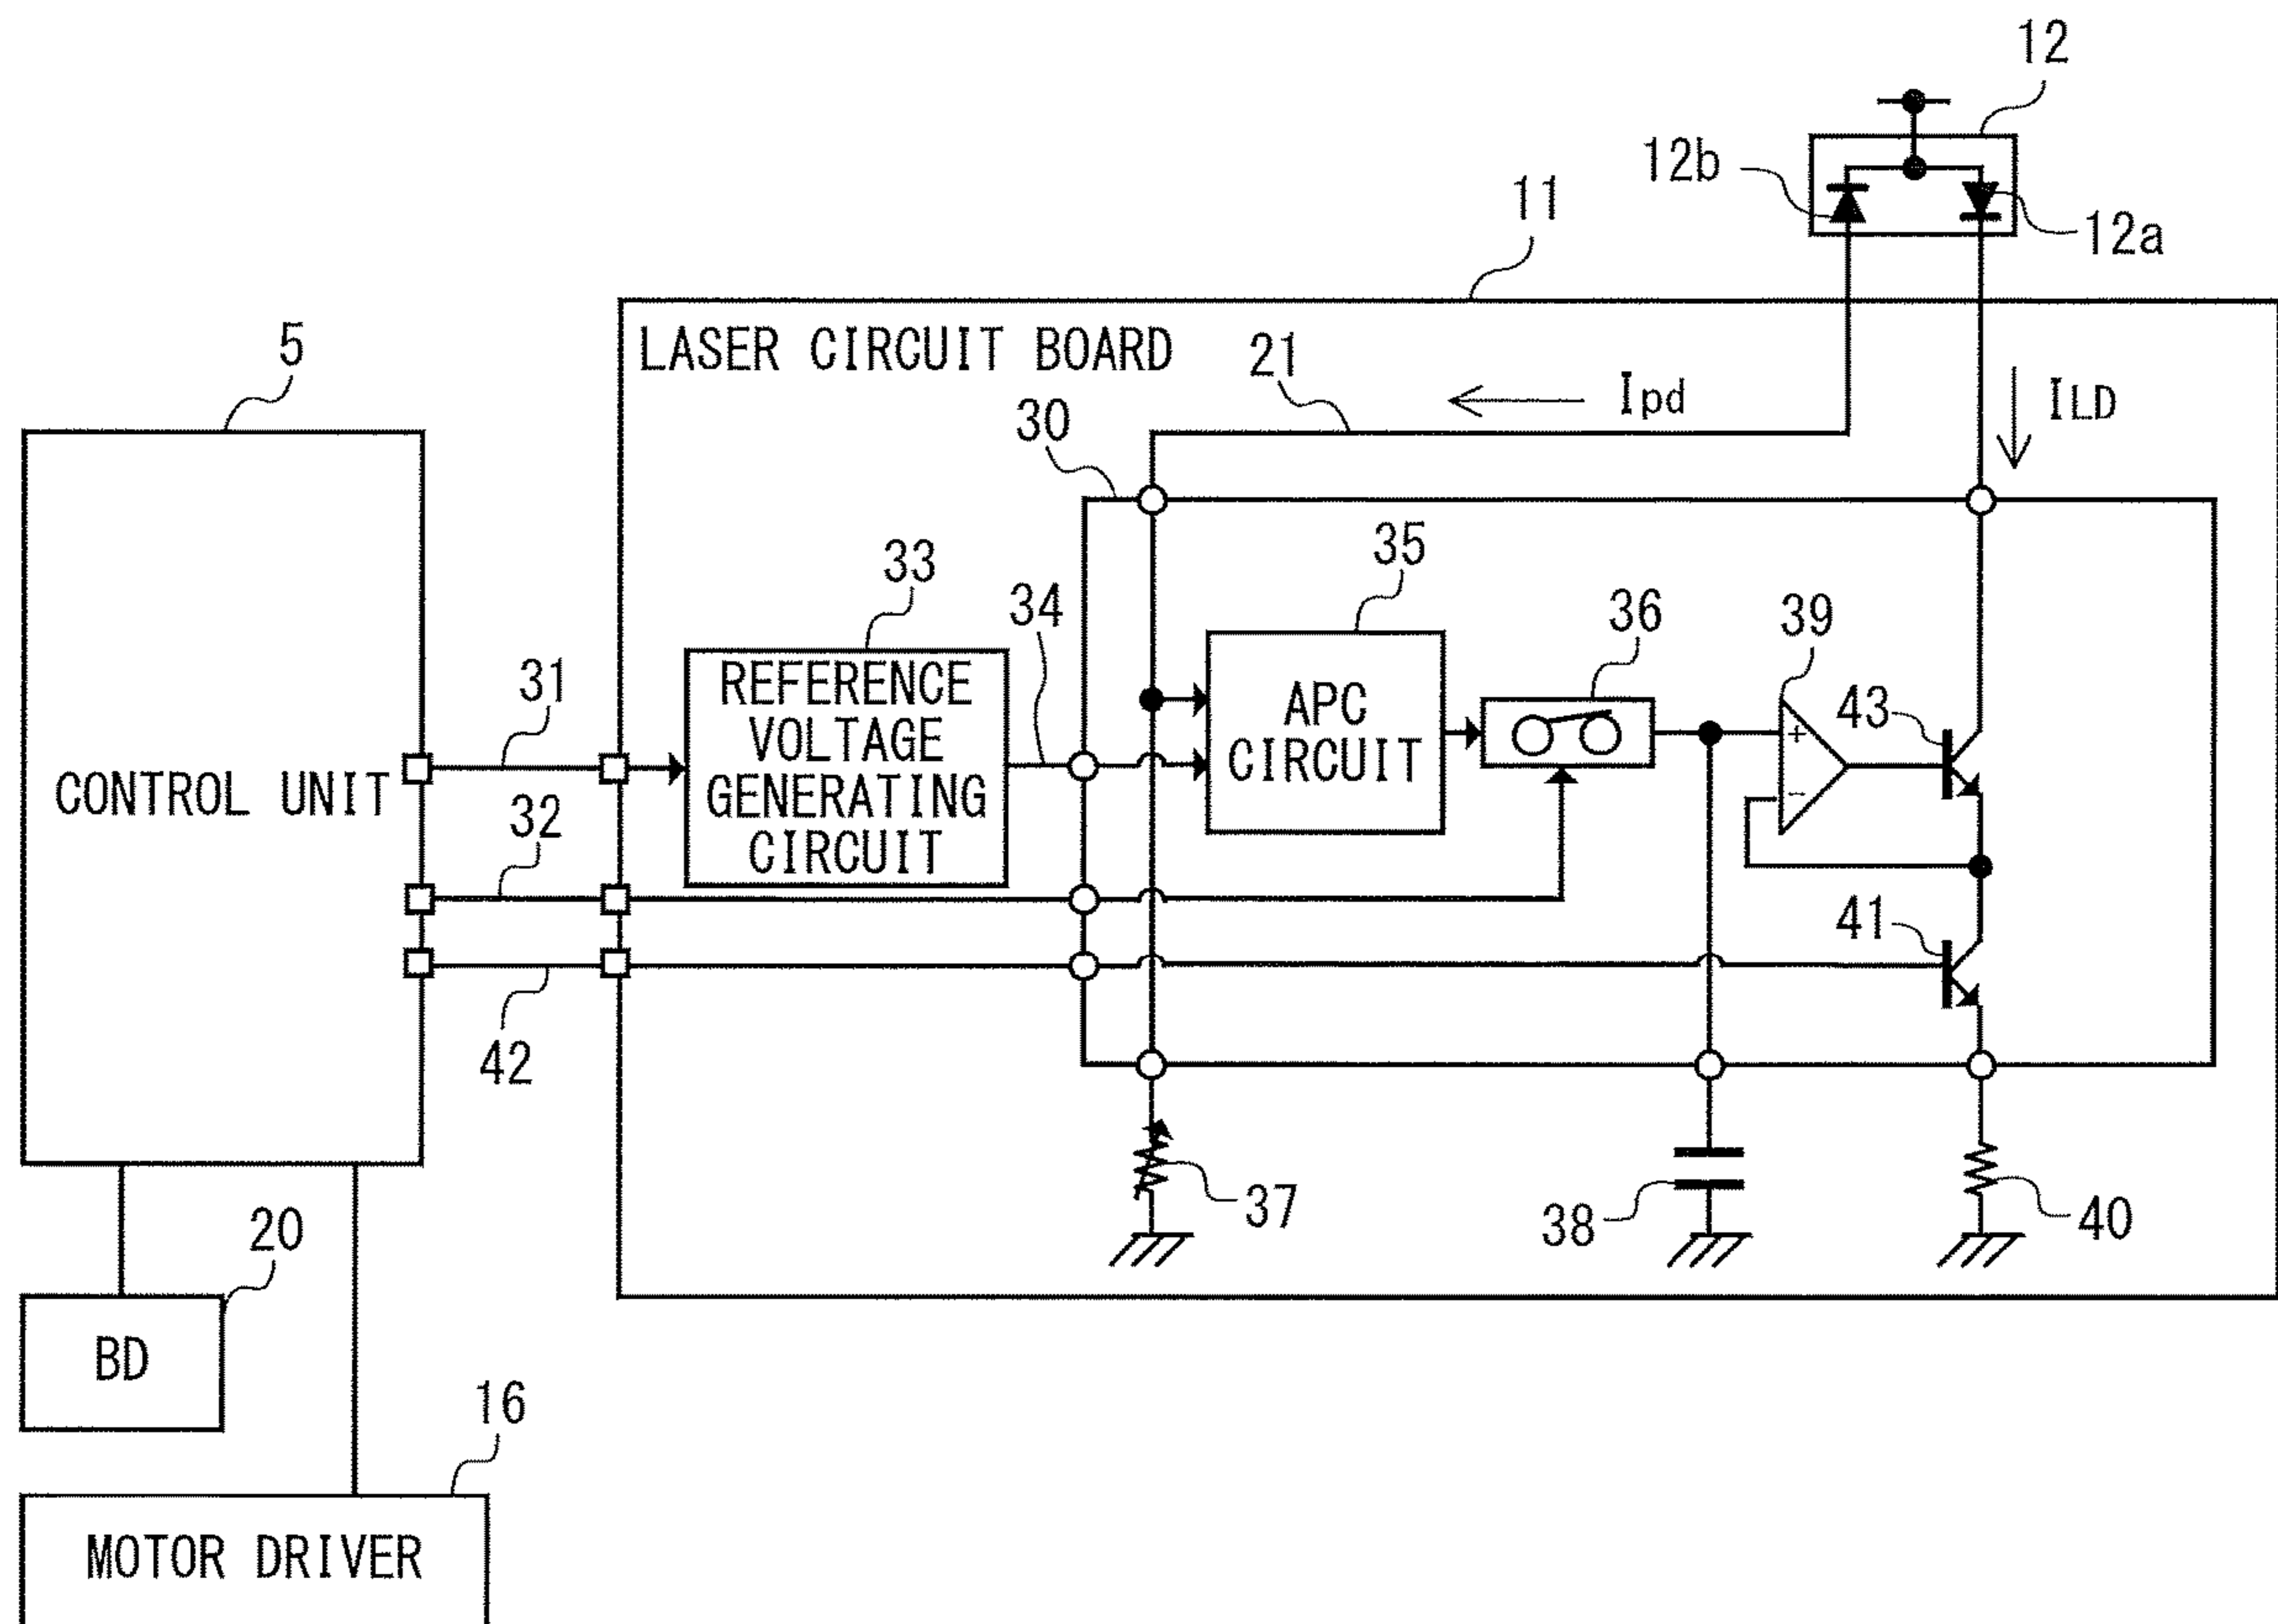 12
12b
12a
11
LASER CIRCUIT BOARD
5
21
Ipd
ILD
30
33
34
35
36
39
43
31
REFERENCE
VOLTAGE
GENERATING
CIRCUIT
APC
CIRCUIT
+
−
CONTROL UNIT
32
41
42
37
38
40
20
BD
16
MOTOR DRIVER